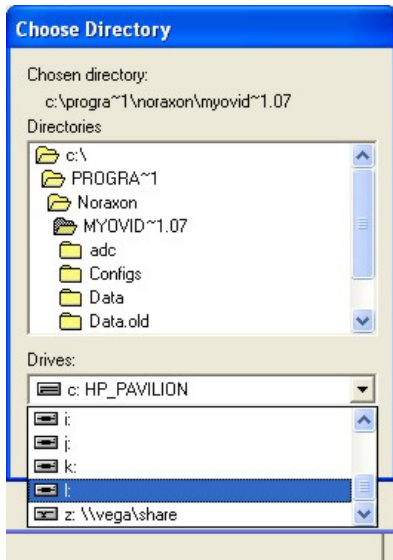 Choose Directory
Chosen directory:
c:\progra~1\noraxon\myovid~1.07
Directories
c:\
PROGRA~1
Noraxon
MYOVID~1.07
adc
Configs
Data
Data.old
Drives:
c: HP_PAVILION
i:
j:
k:
l:
z: \\vega\share